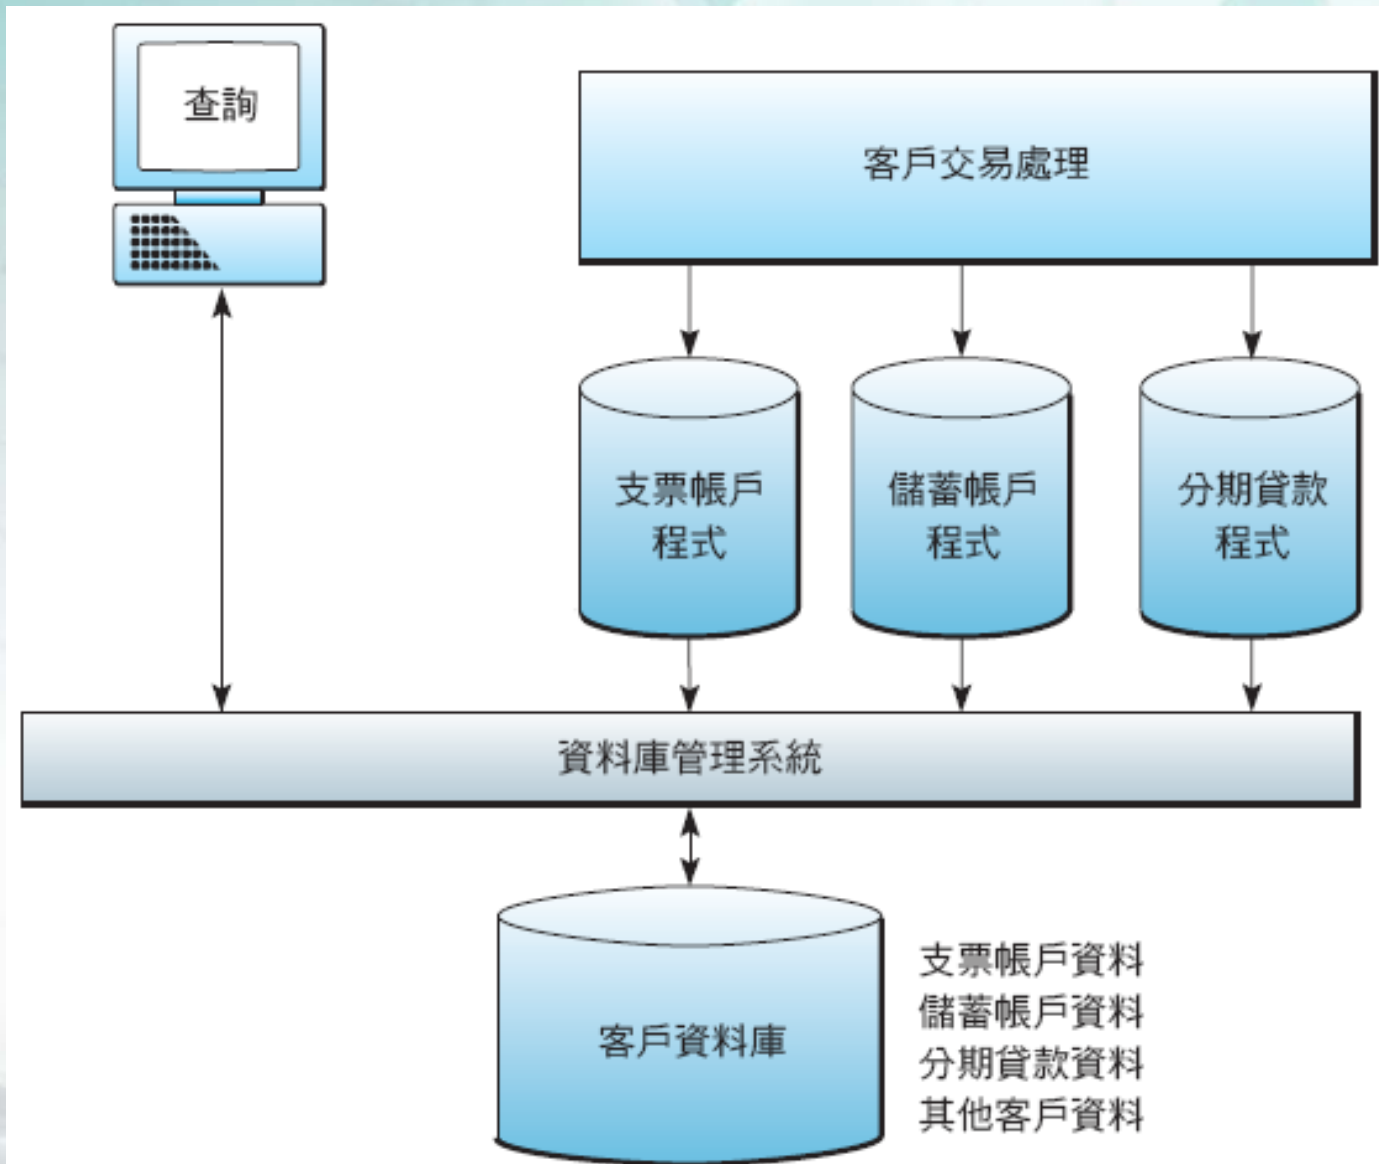 查詢
客戶交易處理
支票帳戶
程式
儲蓄帳戶
程式
分期貸款
程式
資料庫管理系統
客戶資料庫
支票帳戶資料
儲蓄帳戶資料
分期貸款資料
其他客戶資料